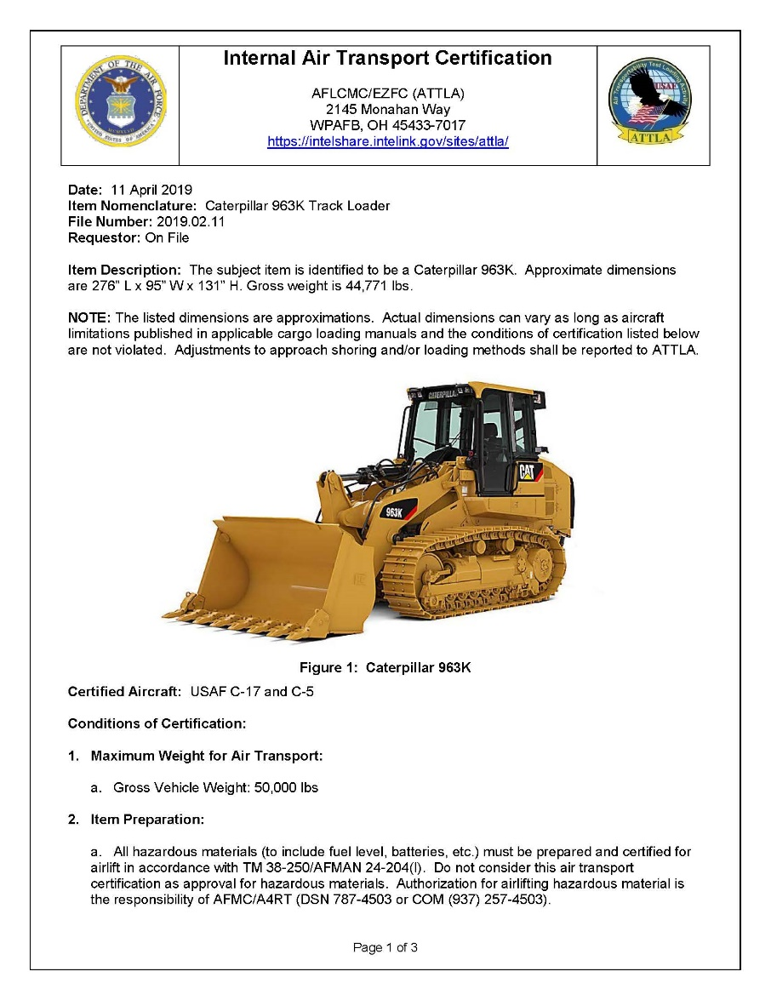 Internal Air Transport Certification
AFLCMC/EZFC (ATTLA)
2145 Monahan Way
WPAFB, OH 45433-7017
https://intelshare.intelink.gov/sites/attla/
DEPARTMENT OF THE AIR FORCE
UNITED STATES OF AMERICA
MCMXLVII
Air Transportability Test Loading Activity
USAF
ATTLA
Date: 11 April 2019
Item Nomenclature: Caterpillar 963K Track Loader
File Number: 2019.02.11
Requestor: On File
Item Description: The subject item is identified to be a Caterpillar 963K. Approximate dimensions
are 276” L x 95” W x 131” H. Gross weight is 44,771 lbs.
NOTE: The listed dimensions are approximations. Actual dimensions can vary as long as aircraft
limitations published in applicable cargo loading manuals and the conditions of certification listed below
are not violated. Adjustments to approach shoring and/or loading methods shall be reported to ATTLA.
CATERPILLAR
CAT
963K
Figure 1: Caterpillar 963K
Certified Aircraft: USAF C-17 and C-5
Conditions of Certification:
1. Maximum Weight for Air Transport:
a. Gross Vehicle Weight: 50,000 lbs
2. Item Preparation:
a. All hazardous materials (to include fuel level, batteries, etc.) must be prepared and certified for
airlift in accordance with TM 38-250/AFMAN 24-204(I). Do not consider this air transport
certification as approval for hazardous materials. Authorization for airlifting hazardous material is
the responsibility of AFMC/A4RT (DSN 787-4503 or COM (937) 257-4503).
Page 1 of 3